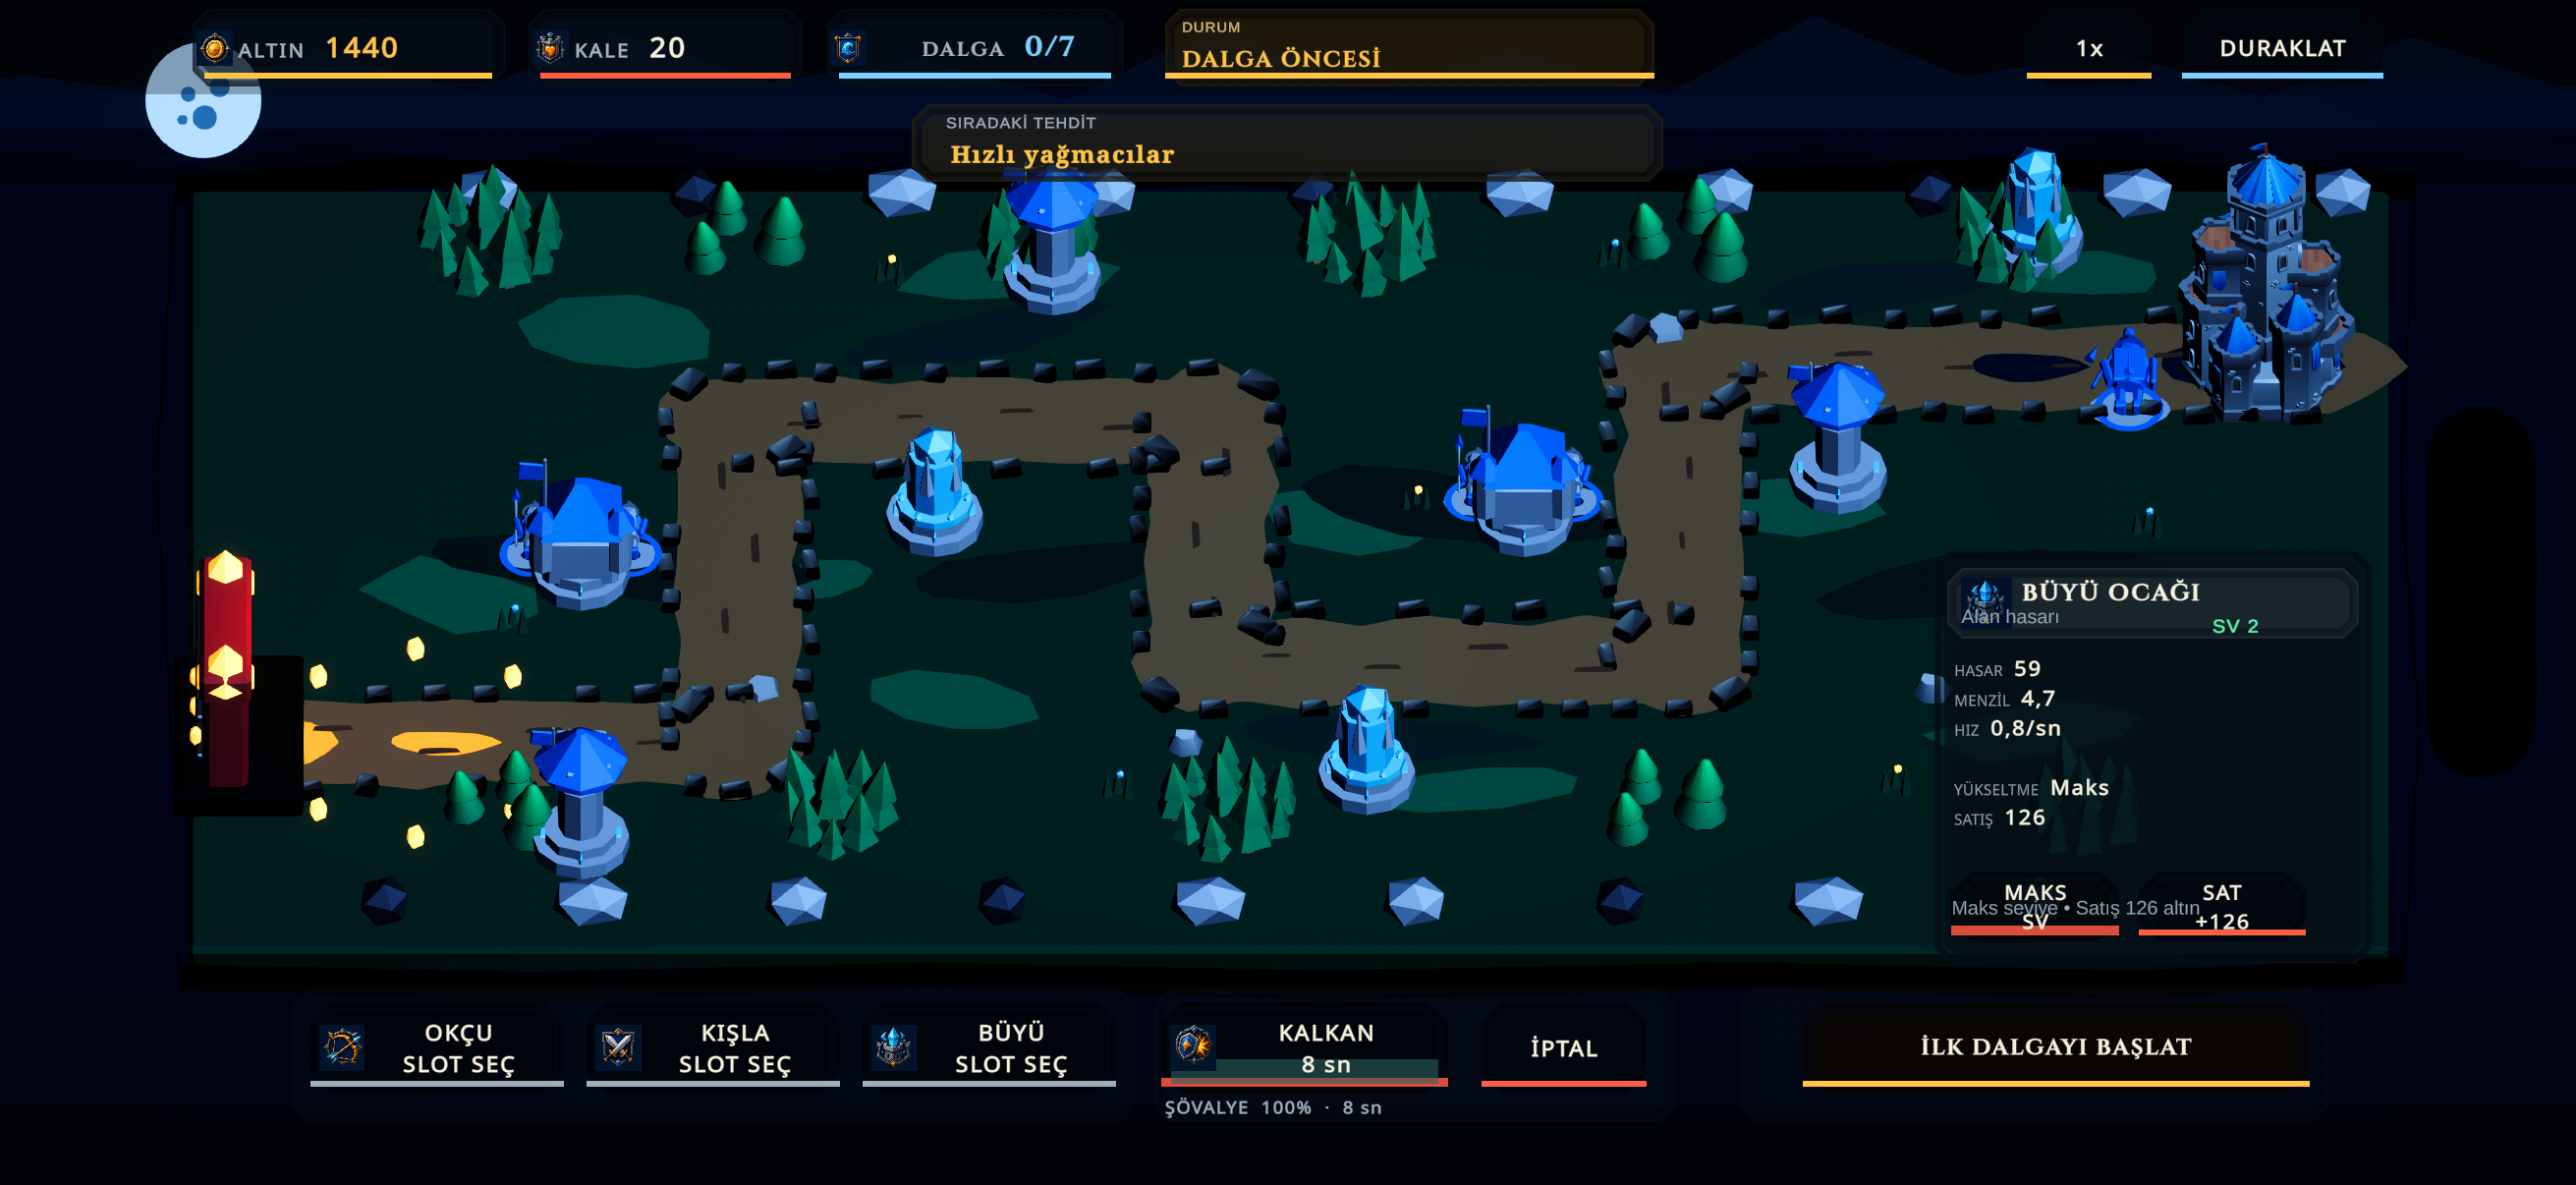 ALTIN 1440
KALE 20
DALGA 0/7
DURUM
DALGA ÖNCESİ
1x
DURAKLAT
SIRADAKİ TEHDİT
Hızlı yağmacılar
BÜYÜ OCAĞI
Alan hasarı
SV 2
HASAR 59
MENZİL 4,7
HIZ 0,8/sn
YÜKSELTME Maks
SATIŞ 126
MAKS
SV
SAT
+126
Maks seviye • Satış 126 altın
OKÇU
SLOT SEÇ
KIŞLA
SLOT SEÇ
BÜYÜ
SLOT SEÇ
KALKAN
8 sn
İPTAL
İLK DALGAYI BAŞLAT
ŞÖVALYE 100% · 8 sn